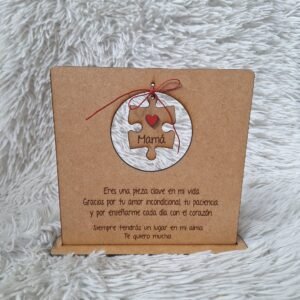 Mamá
Eres una pieza clave en mi vida
Gracias por tu amor incondicional, tu paciencia
y por enseñarme cada día con el corazón
Siempre tendrás un lugar en mi alma.
Te quiero mucho.